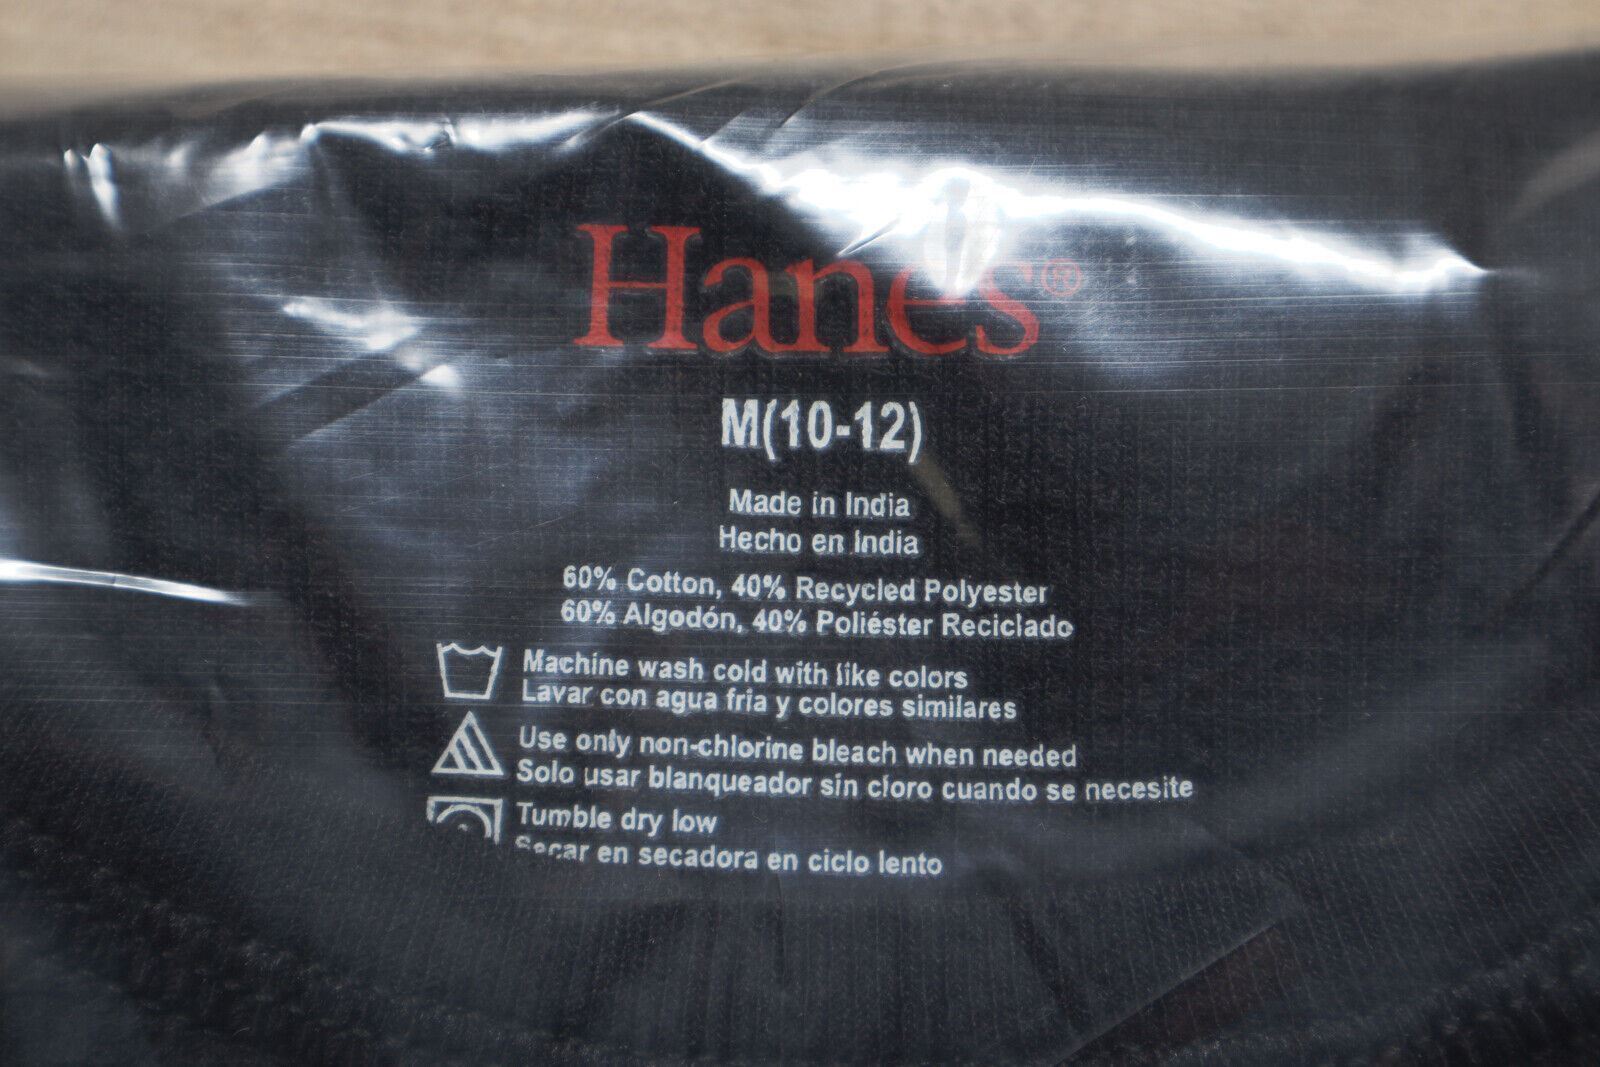 Hanes®
M(10-12)
Made in India
Hecho en India
60% Cotton, 40% Recycled Polyester
60% Algodón, 40% Poliéster Reciclado
Machine wash cold with like colors
Lavar con agua fria y colores similares
Use only non-chlorine bleach when needed
Solo usar blanqueador sin cloro cuando se necesite
Tumble dry low
Secar en secadora en ciclo lento